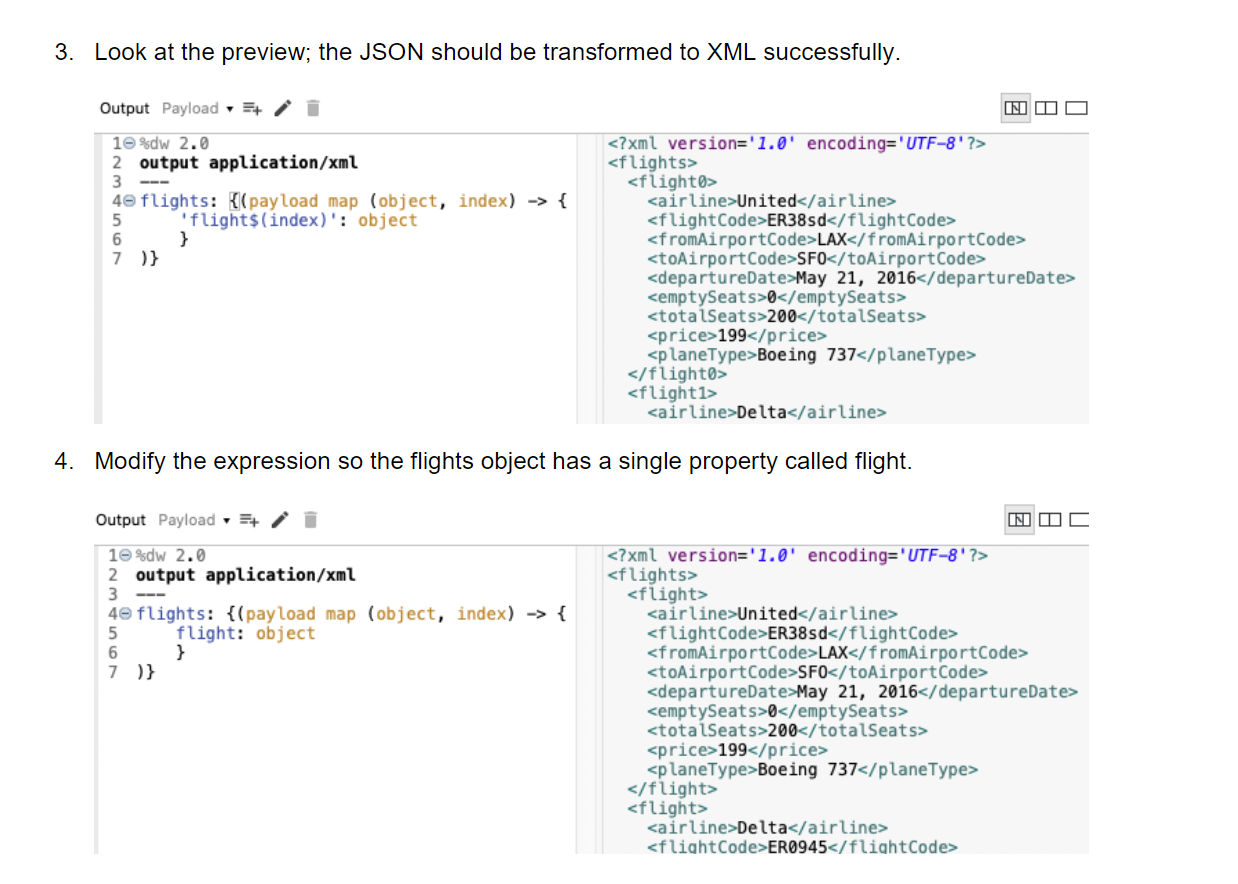 3. Look at the preview; the JSON should be transformed to XML successfully.
Output Payload
1 %dw 2.0
2 output application/xml
3 ---
4 flights: {(payload map (object, index) -> {
5 'flight$(index)': object
6 }
7 )}
<?xml version='1.0' encoding='UTF-8'?>
<flights>
<flight0>
<airline>United</airline>
<flightCode>ER38sd</flightCode>
<fromAirportCode>LAX</fromAirportCode>
<toAirportCode>SFO</toAirportCode>
<departureDate>May 21, 2016</departureDate>
<emptySeats>0</emptySeats>
<totalSeats>200</totalSeats>
<price>199</price>
<planeType>Boeing 737</planeType>
</flight0>
<flight1>
<airline>Delta</airline>
4. Modify the expression so the flights object has a single property called flight.
Output Payload
1 %dw 2.0
2 output application/xml
3 ---
4 flights: {(payload map (object, index) -> {
5 flight: object
6 }
7 )}
<?xml version='1.0' encoding='UTF-8'?>
<flights>
<flight>
<airline>United</airline>
<flightCode>ER38sd</flightCode>
<fromAirportCode>LAX</fromAirportCode>
<toAirportCode>SFO</toAirportCode>
<departureDate>May 21, 2016</departureDate>
<emptySeats>0</emptySeats>
<totalSeats>200</totalSeats>
<price>199</price>
<planeType>Boeing 737</planeType>
</flight>
<flight>
<airline>Delta</airline>
<flightCode>ER0945</flightCode>